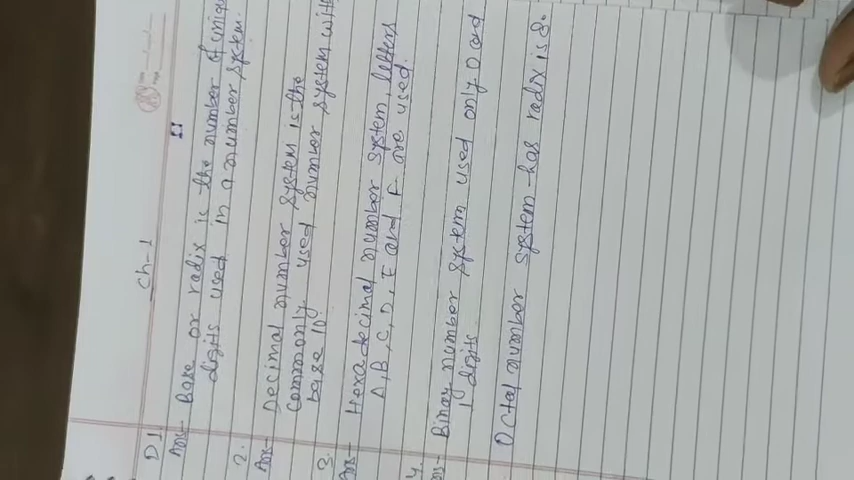 Ch-1
D1.
Ans- Base or radix is the number of
digits used in a number system.
2.
Ans- Decimal number system is the
commonly used number system with
base 10.
3.
Ans- Hexadecimal number system, letters
A, B, C, D, E and F are used.
4.
Ans- Binay number system used only 0 and
1 digits.
Octal number system has radix is 8.